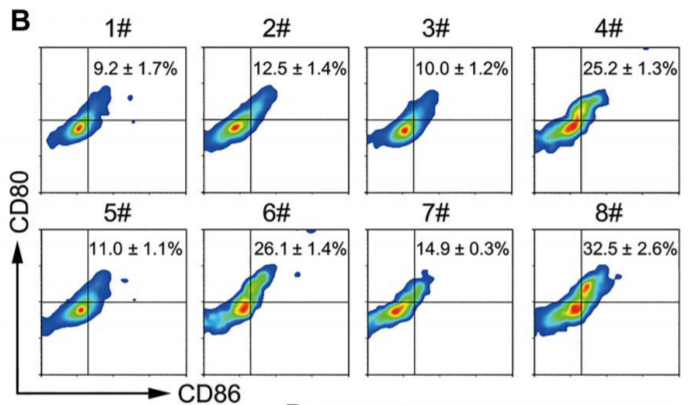 B
1# 2# 3# 4#
9.2 ± 1.7% 12.5 ± 1.4% 10.0 ± 1.2% 25.2 ± 1.3%
5# 6# 7# 8#
11.0 ± 1.1% 26.1 ± 1.4% 14.9 ± 0.3% 32.5 ± 2.6%
CD80
CD86